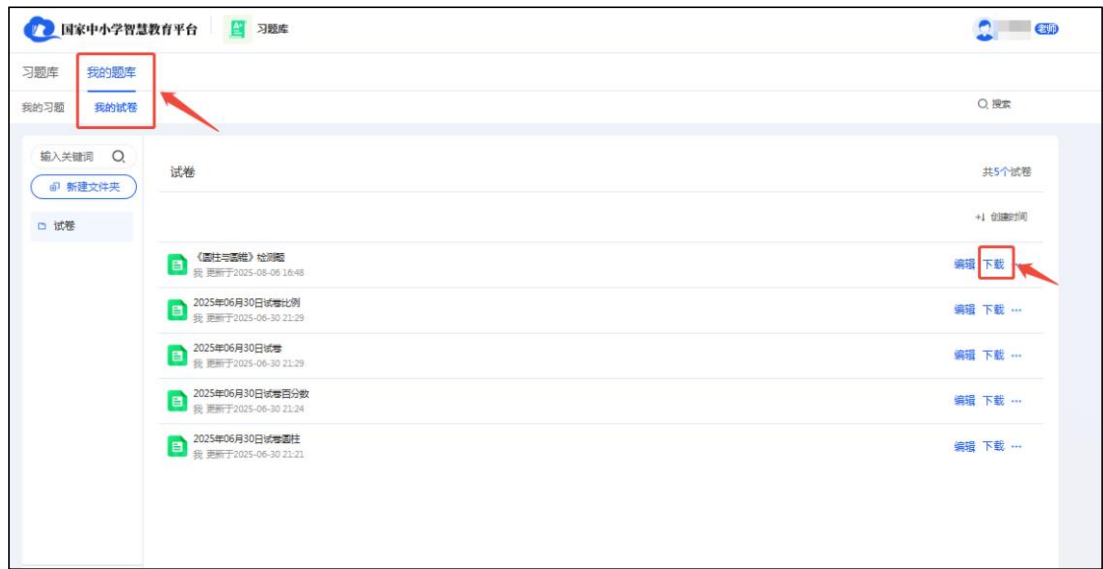 国家中小学智慧教育平台 习题库 老师
习题库 我的题库
我的习题 我的试卷 搜索
输入关键词
新建文件夹
试卷
试卷 共5个试卷
创建时间
《圆柱与圆锥》检测题
我 更新于2025-08-06 16:48
编辑 下载
2025年06月30日试卷比例
我 更新于2025-06-30 21:29
编辑 下载 ···
2025年06月30日试卷
我 更新于2025-06-30 21:29
编辑 下载 ···
2025年06月30日试卷百分数
我 更新于2025-06-30 21:24
编辑 下载 ···
2025年06月30日试卷圆柱
我 更新于2025-06-30 21:21
编辑 下载 ···